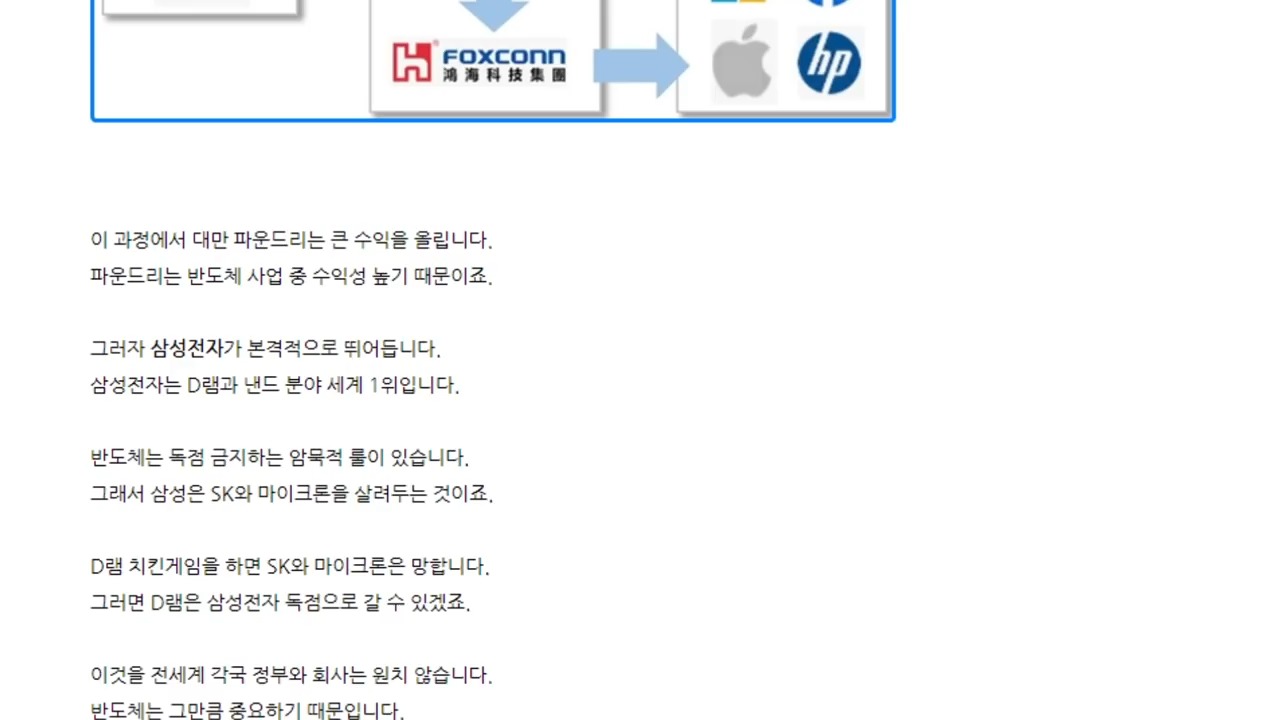 FOXCONN
鴻海科技集團
hp
이 과정에서 대만 파운드리는 큰 수익을 올립니다.
파운드리는 반도체 사업 중 수익성 높기 때문이죠.
그러자 삼성전자가 본격적으로 뛰어듭니다.
삼성전자는 D램과 낸드 분야 세계 1위입니다.
반도체는 독점 금지하는 암묵적 룰이 있습니다.
그래서 삼성은 SK와 마이크론을 살려두는 것이죠.
D램 치킨게임을 하면 SK와 마이크론은 망합니다.
그러면 D램은 삼성전자 독점으로 갈 수 있겠죠.
이것을 전세계 각국 정부와 회사는 원치 않습니다.
반도체는 그만큼 중요하기 때문입니다.